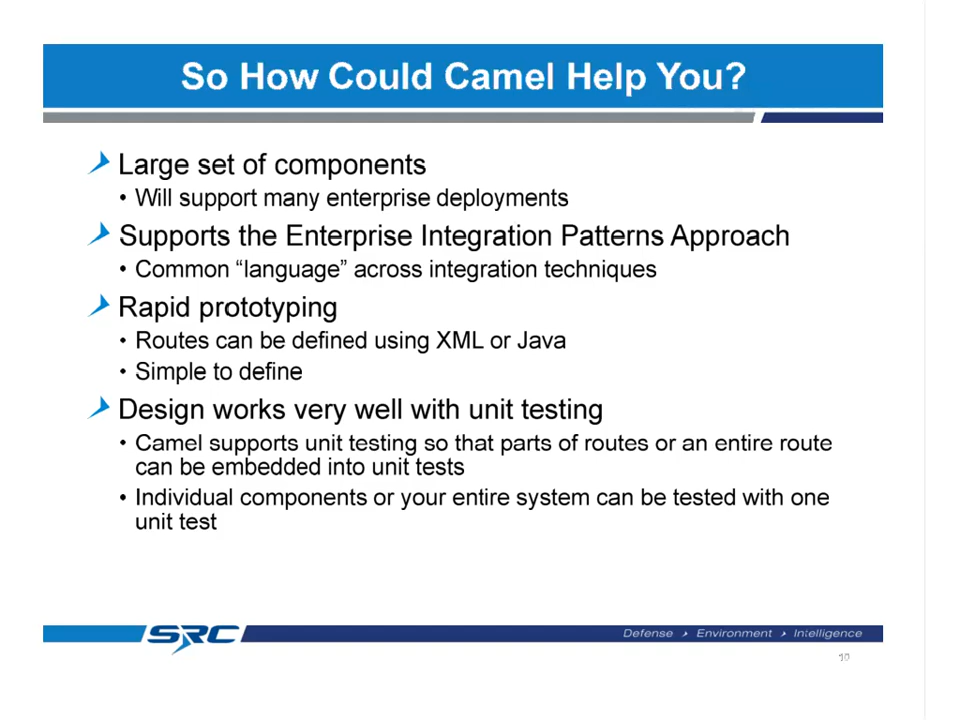 So How Could Camel Help You?
Large set of components
• Will support many enterprise deployments
Supports the Enterprise Integration Patterns Approach
• Common “language” across integration techniques
Rapid prototyping
• Routes can be defined using XML or Java
• Simple to define
Design works very well with unit testing
• Camel supports unit testing so that parts of routes or an entire route
can be embedded into unit tests
• Individual components or your entire system can be tested with one
unit test
SRC
Defense Environment Intelligence